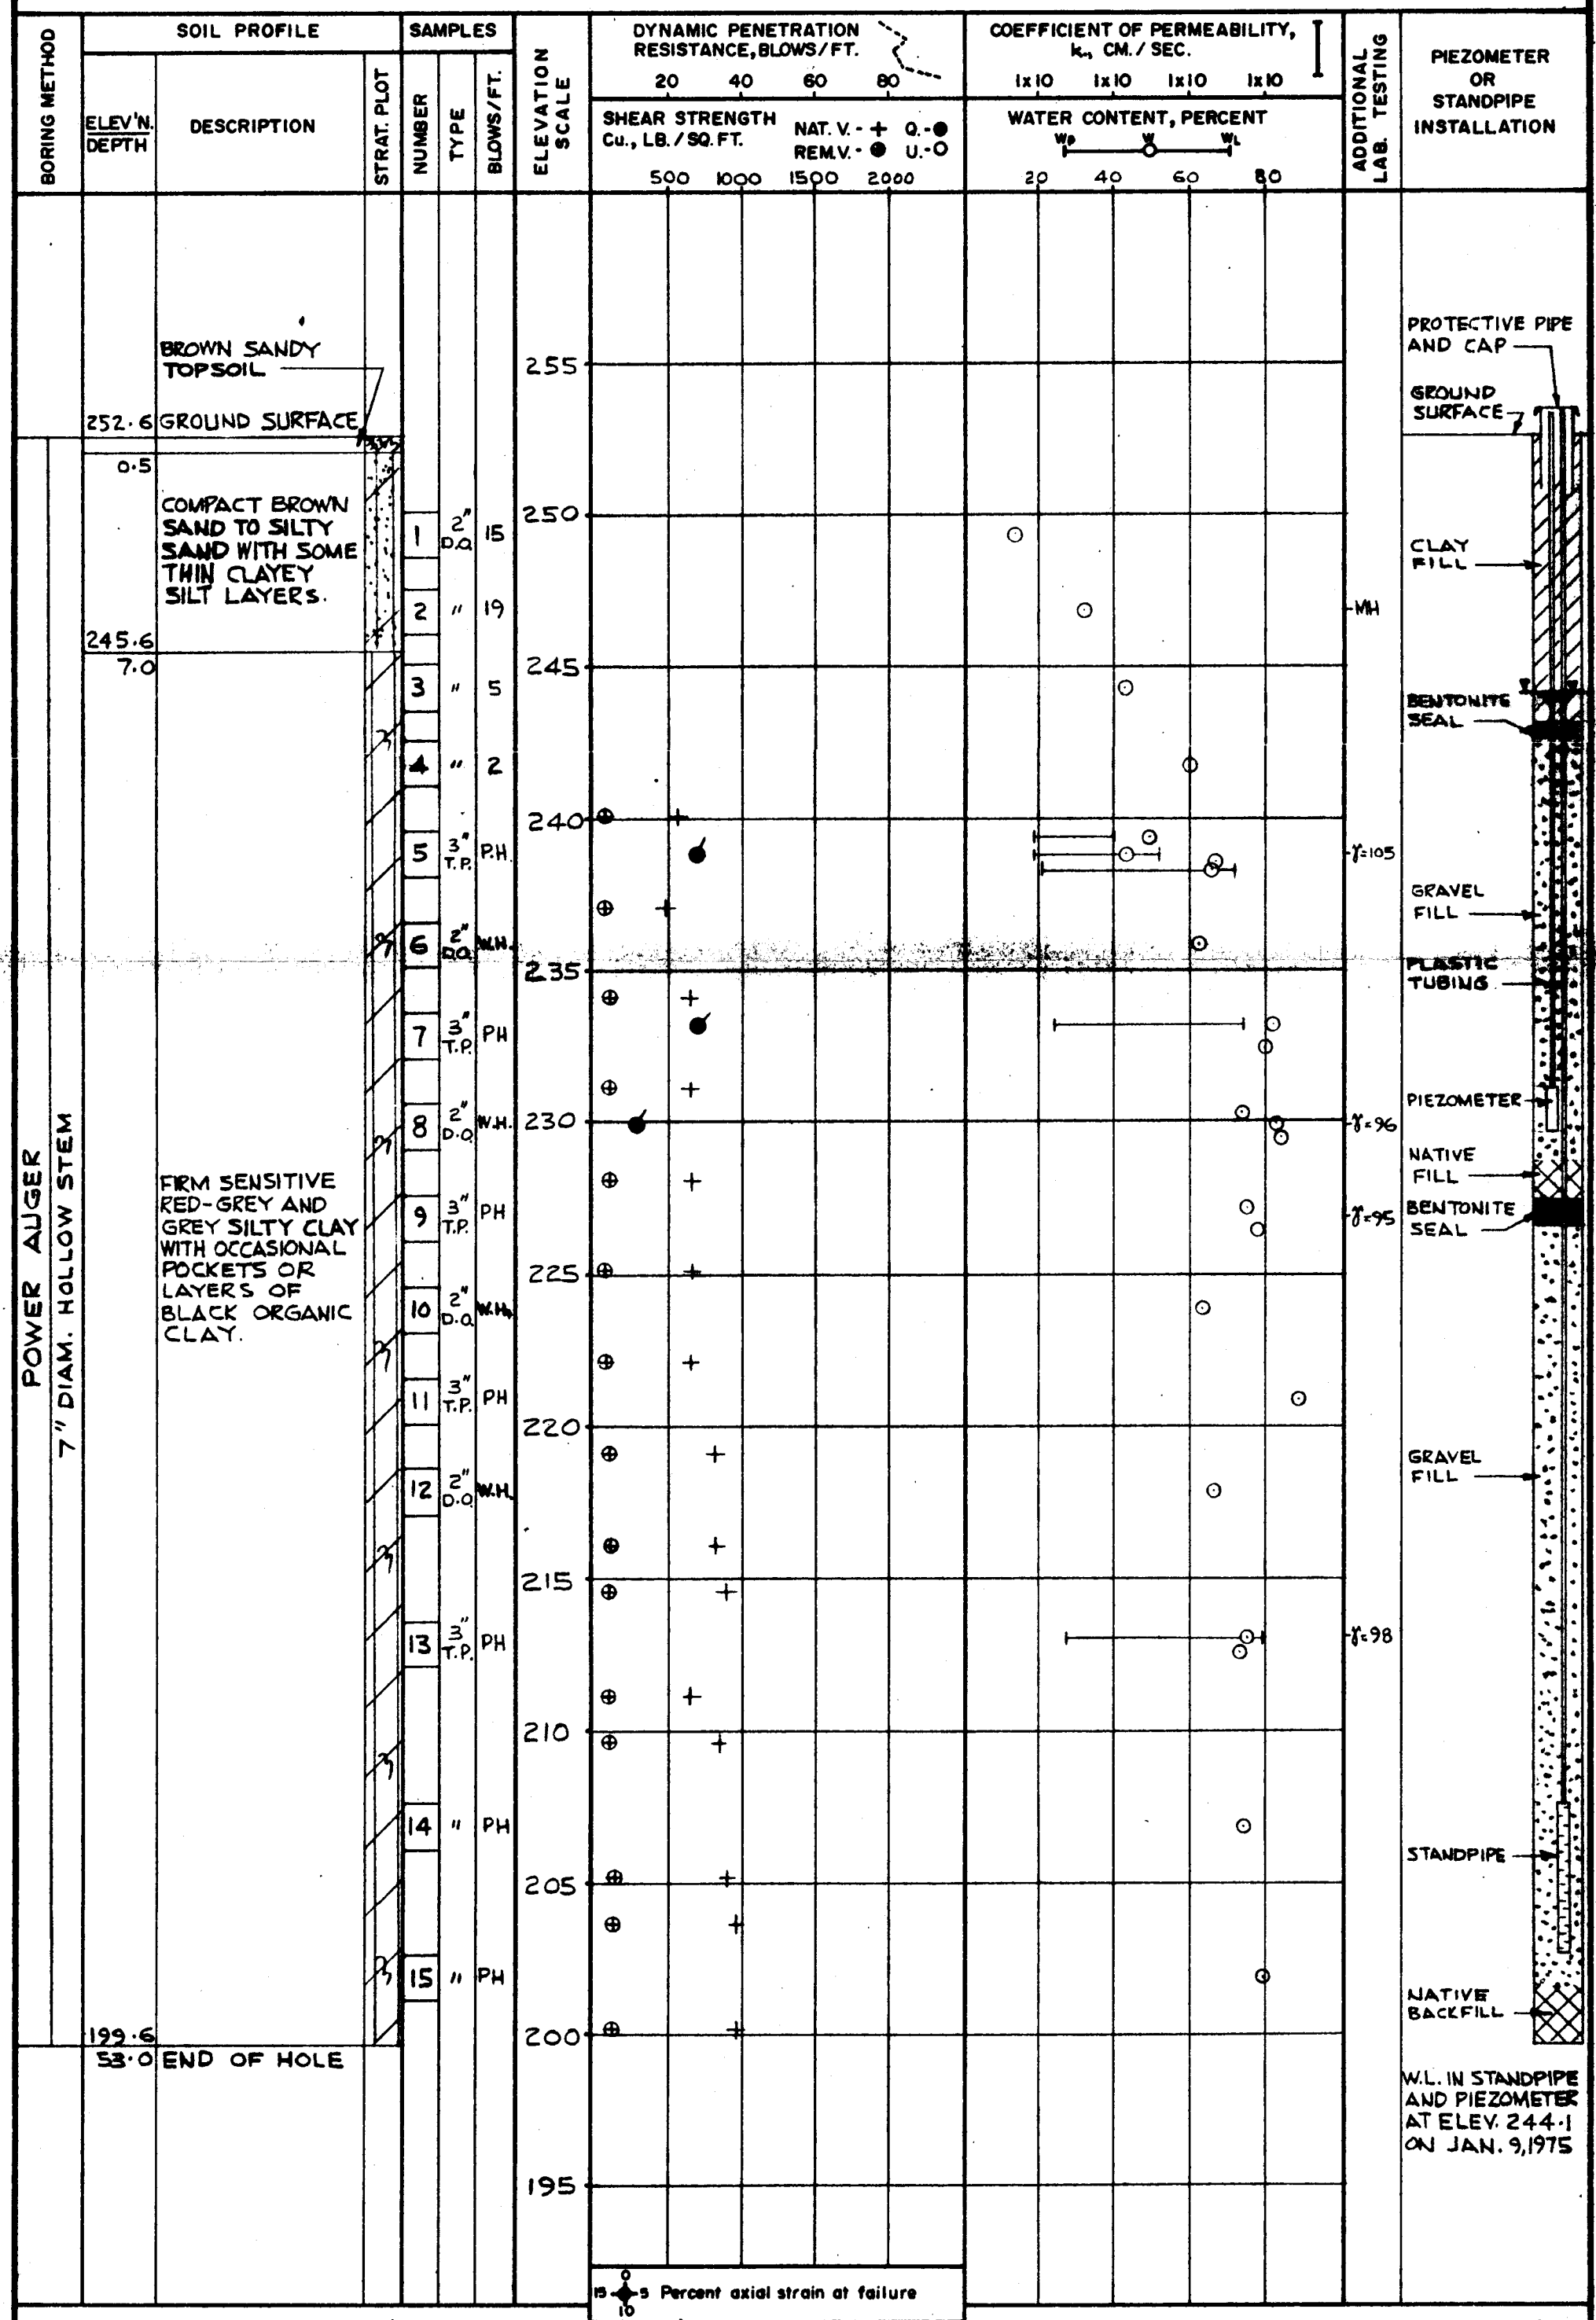 BORING METHOD
SOIL PROFILE
ELEV'N.
DEPTH
DESCRIPTION
STRAT. PLOT
SAMPLES
NUMBER
TYPE
BLOWS/FT.
ELEVATION
SCALE
DYNAMIC PENETRATION
RESISTANCE, BLOWS/FT.
20 40 60 80
SHEAR STRENGTH
Cu., LB./SQ.FT.
NAT. V. - + Q. - ●
REM.V. - ⊕ U. - O
500 1000 1500 2000
COEFFICIENT OF PERMEABILITY,
k., CM./SEC.
1x10 1x10 1x10 1x10
WATER CONTENT, PERCENT
Wp W WL
20 40 60 80
ADDITIONAL
LAB. TESTING
PIEZOMETER
OR
STANDPIPE
INSTALLATION
POWER AUGER
7" DIAM. HOLLOW STEM
BROWN SANDY
TOPSOIL
252.6 GROUND SURFACE
0.5
COMPACT BROWN
SAND TO SILTY
SAND WITH SOME
THIN CLAYEY
SILT LAYERS.
245.6
7.0
FIRM SENSITIVE
RED-GREY AND
GREY SILTY CLAY
WITH OCCASIONAL
POCKETS OR
LAYERS OF
BLACK ORGANIC
CLAY.
199.6
53.0 END OF HOLE
1 2" D.O. 15
2 " 19
3 " 5
4 " 2
5 3" T.P. P.H.
6 2" D.O. W.H.
7 3" T.P. PH
8 2" D.O. W.H.
9 3" T.P. PH
10 2" D.O. W.H.
11 3" T.P. PH
12 2" D.O. W.H.
13 3" T.P. PH
14 " PH
15 " PH
255
250
245
240
235
230
225
220
215
210
205
200
195
MH
γ=105
γ=96
γ=95
γ=98
PROTECTIVE PIPE
AND CAP
GROUND
SURFACE
CLAY
FILL
BENTONITE
SEAL
GRAVEL
FILL
PLASTIC
TUBING
PIEZOMETER
NATIVE
FILL
BENTONITE
SEAL
GRAVEL
FILL
STANDPIPE
NATIVE
BACKFILL
W.L. IN STANDPIPE
AND PIEZOMETER
AT ELEV. 244.1
ON JAN. 9, 1975
0
15 5 Percent axial strain at failure
10